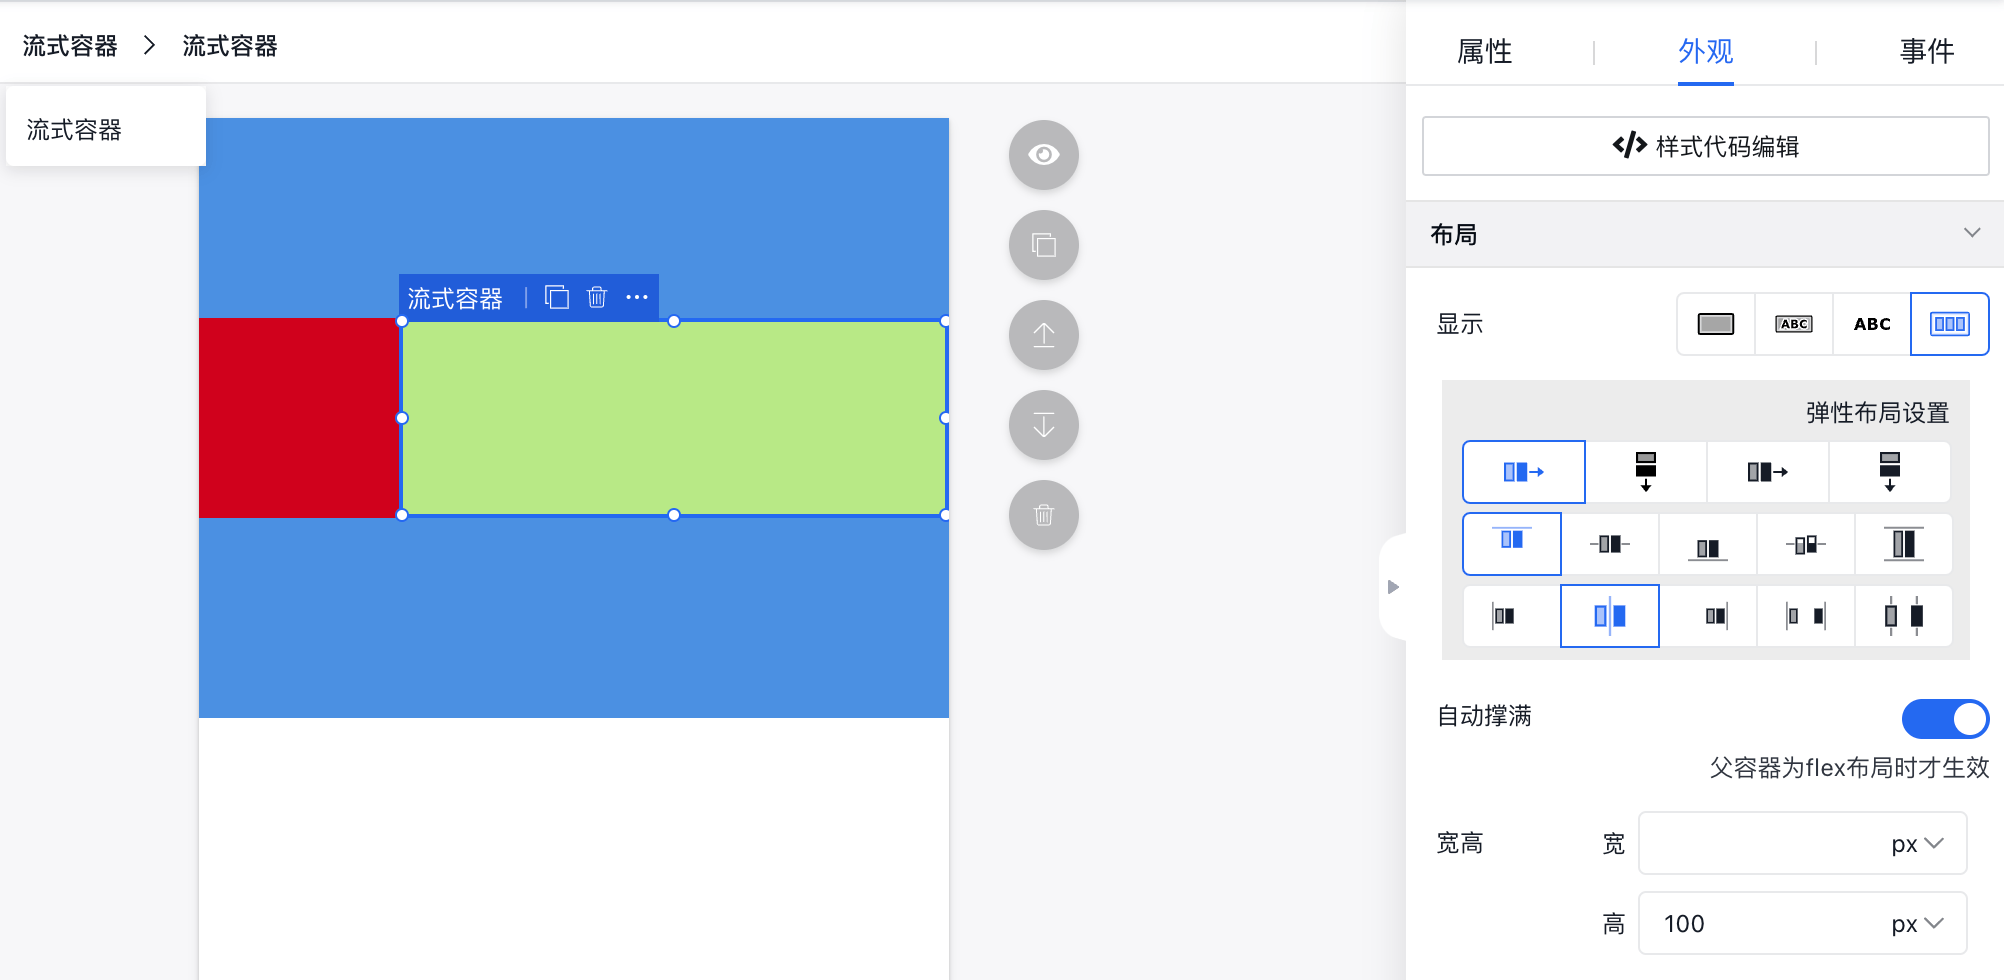 流式容器 > 流式容器
流式容器
流式容器
属性
外观
事件
样式代码编辑
布局
显示
ABC
ABC
弹性布局设置
自动撑满
父容器为flex布局时才生效
宽高
宽
px
高
100
px